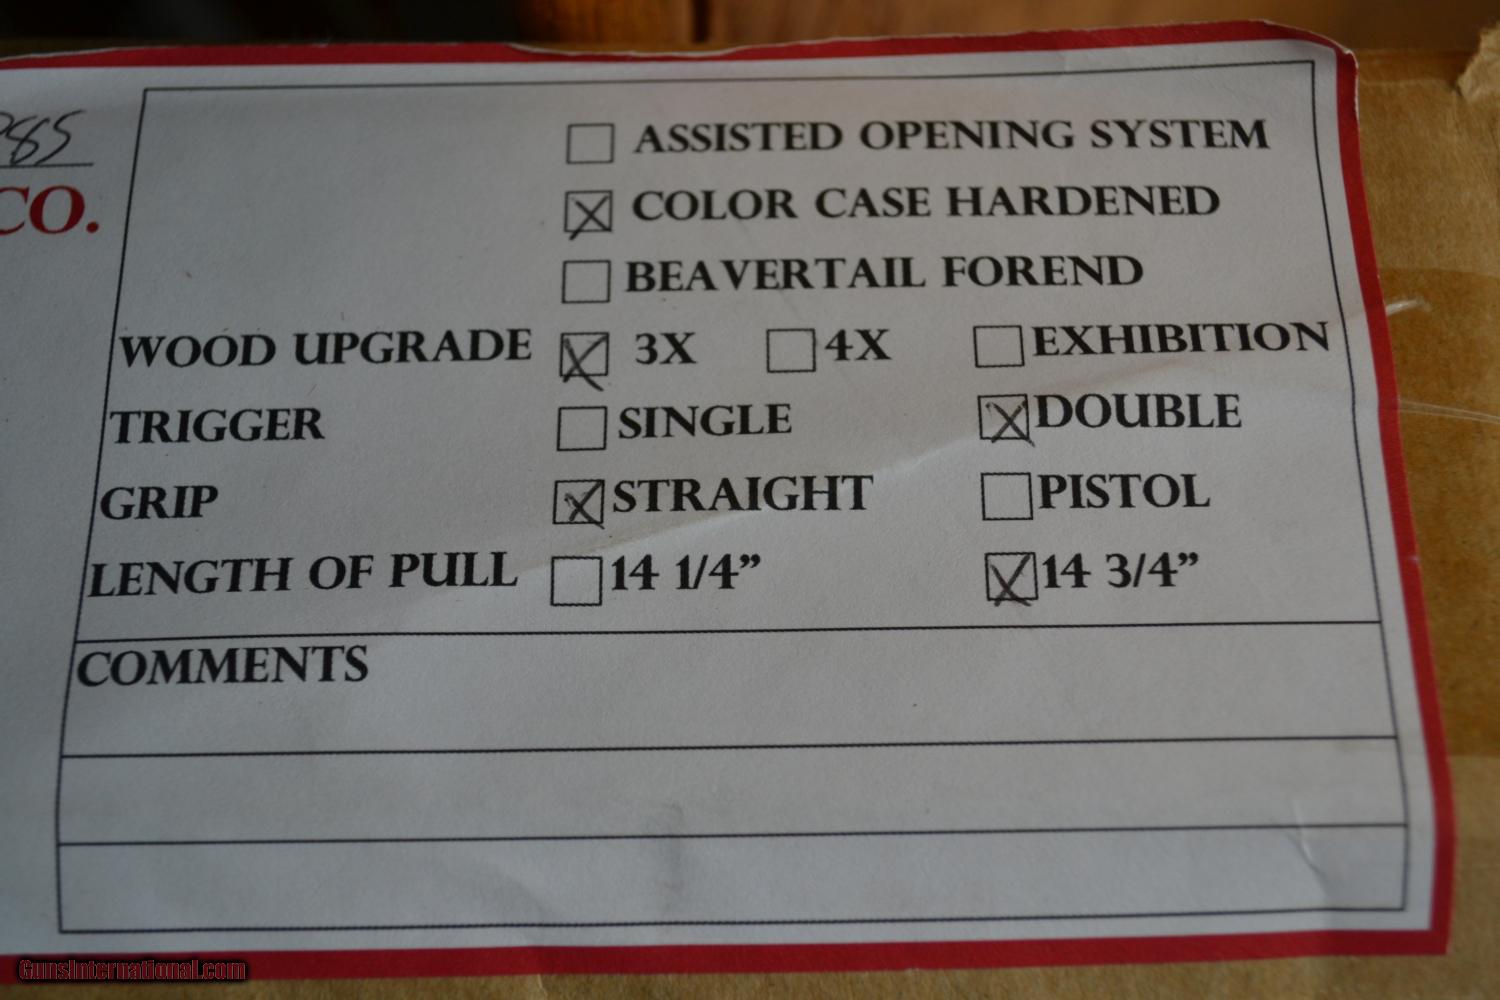 85
CO.
ASSISTED OPENING SYSTEM
COLOR CASE HARDENED
BEAVERTAIL FOREND
WOOD UPGRADE 3X 4X EXHIBITION
TRIGGER SINGLE DOUBLE
GRIP STRAIGHT PISTOL
LENGTH OF PULL 14 1/4” 14 3/4”
COMMENTS
GunsInternational.com